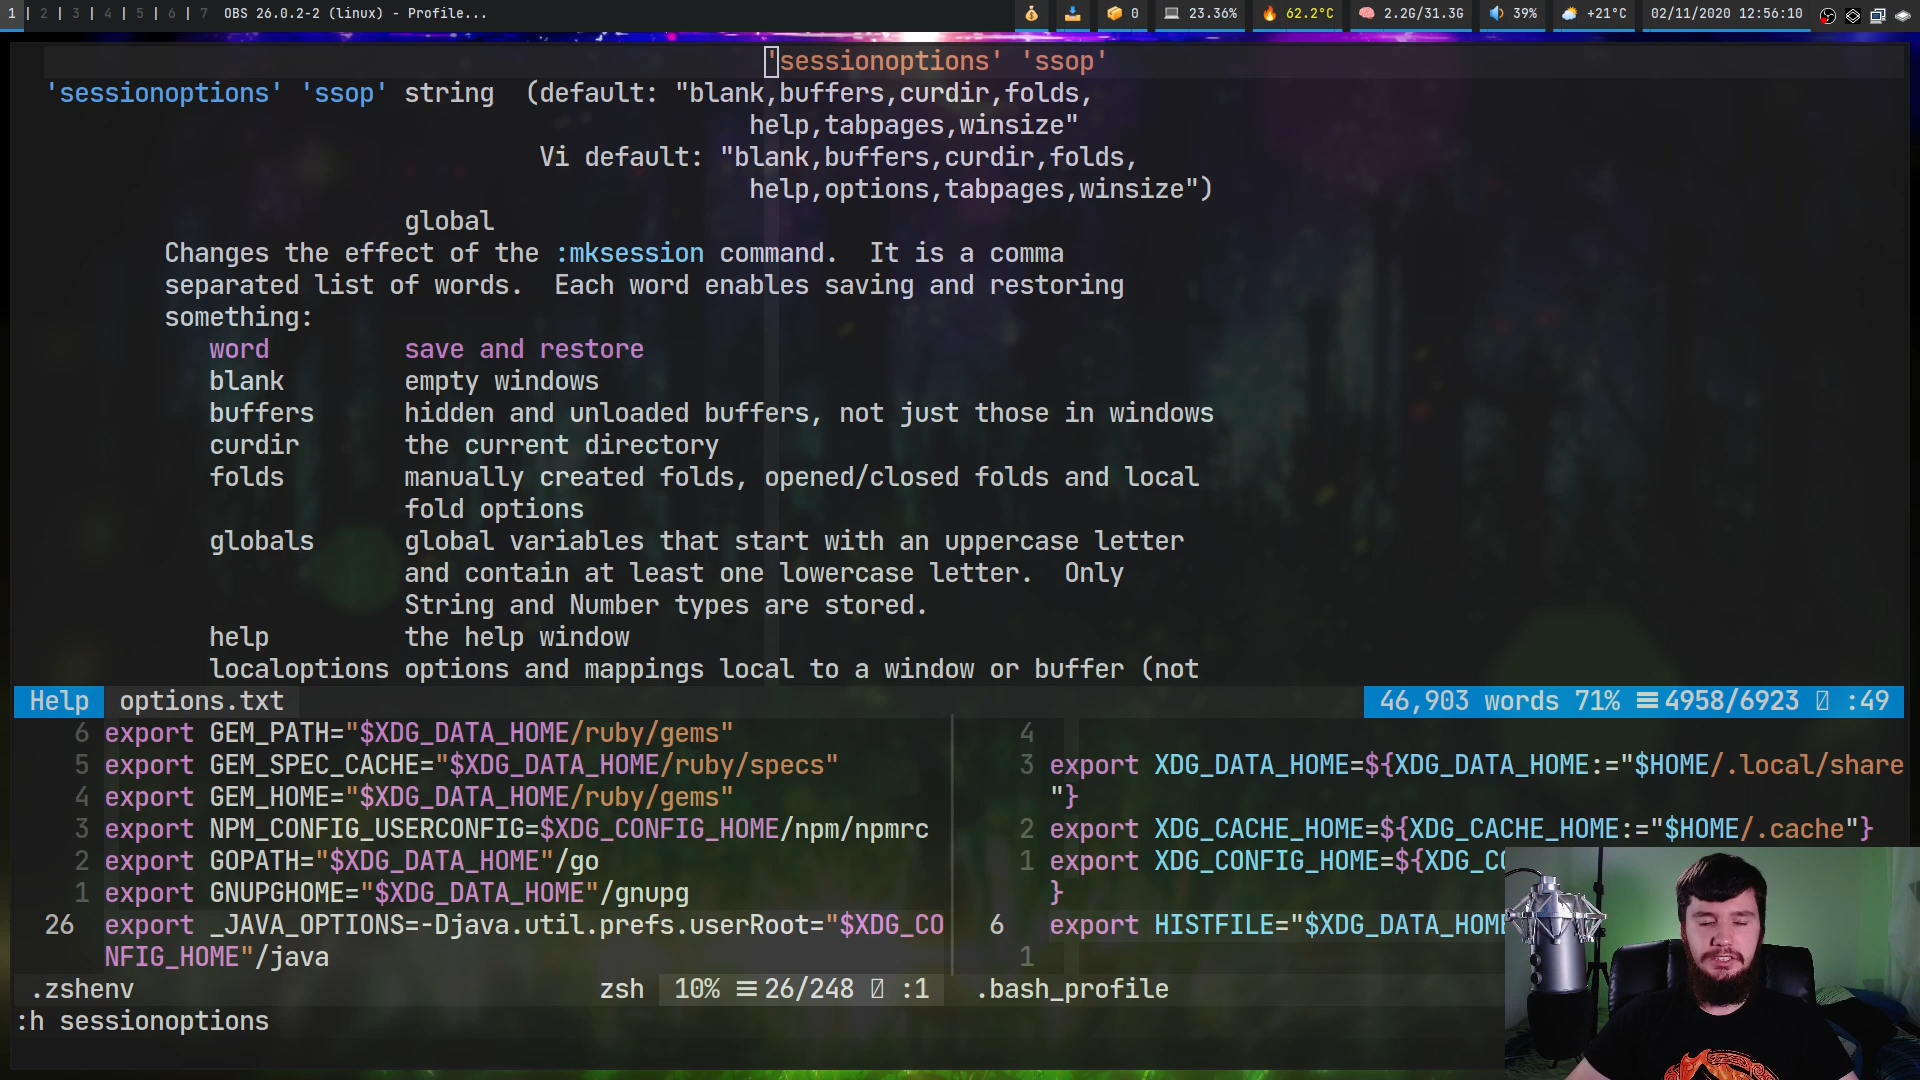 1 | 2 | 3 | 4 | 5 | 6 | 7 OBS 26.0.2-2 (linux) - Profile... 0 23.36% 62.2°C 2.2G/31.3G 39% +21°C 02/11/2020 12:56:10
'sessionoptions' 'ssop'
'sessionoptions' 'ssop' string (default: "blank,buffers,curdir,folds,
help,tabpages,winsize"
Vi default: "blank,buffers,curdir,folds,
help,options,tabpages,winsize")
global
Changes the effect of the :mksession command. It is a comma
separated list of words. Each word enables saving and restoring
something:
word save and restore
blank empty windows
buffers hidden and unloaded buffers, not just those in windows
curdir the current directory
folds manually created folds, opened/closed folds and local
fold options
globals global variables that start with an uppercase letter
and contain at least one lowercase letter. Only
String and Number types are stored.
help the help window
localoptions options and mappings local to a window or buffer (not
Help options.txt 46,903 words 71% ≡ 4958/6923 :49
6 export GEM_PATH="$XDG_DATA_HOME/ruby/gems"
5 export GEM_SPEC_CACHE="$XDG_DATA_HOME/ruby/specs"
4 export GEM_HOME="$XDG_DATA_HOME/ruby/gems"
3 export NPM_CONFIG_USERCONFIG=$XDG_CONFIG_HOME/npm/npmrc
2 export GOPATH="$XDG_DATA_HOME"/go
1 export GNUPGHOME="$XDG_DATA_HOME"/gnupg
26 export _JAVA_OPTIONS=-Djava.util.prefs.userRoot="$XDG_CO
NFIG_HOME"/java
.zshenv zsh 10% ≡ 26/248 :1
4
3 export XDG_DATA_HOME=${XDG_DATA_HOME:="$HOME/.local/share
"}
2 export XDG_CACHE_HOME=${XDG_CACHE_HOME:="$HOME/.cache"}
1 export XDG_CONFIG_HOME=${XDG_CO
}
6 export HISTFILE="$XDG_DATA_HOME
1
.bash_profile
:h sessionoptions